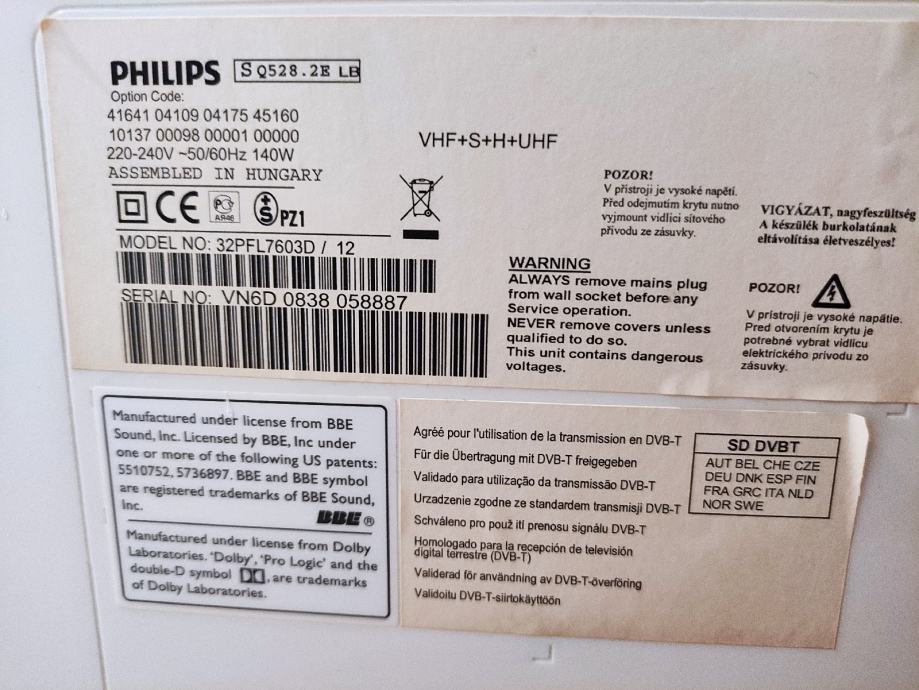 PHILIPS SQ528.2E LB
Option Code:
41641 04109 04175 45160
10137 00098 00001 00000
220-240V ~50/60Hz 140W
ASSEMBLED IN HUNGARY
VHF+S+H+UHF
CE PC АЯ46 S PZ1
MODEL NO: 32PFL7603D / 12
SERIAL NO: VN6D 0838 058887
POZOR!
V přístroji je vysoké napětí.
Před odejmutím krytu nutno
vyjmount vidlici síťového
přívodu ze zásuvky.
VIGYÁZAT, nagyfeszültség
A készülék burkolatának
eltávolítása életveszélyes!
WARNING
ALWAYS remove mains plug
from wall socket before any
Service operation.
NEVER remove covers unless
qualified to do so.
This unit contains dangerous
voltages.
POZOR!
V prístroji je vysoké napätie.
Pred otvorením krytu je
potrebné vybrat vidlicu
elektrického prívodu zo
zásuvky.
Manufactured under license from BBE
Sound, Inc. Licensed by BBE, Inc under
one or more of the following US patents:
5510752, 5736897. BBE and BBE symbol
are registered trademarks of BBE Sound,
Inc.
BBE ®
Manufactured under license from Dolby
Laboratories. 'Dolby', 'Pro Logic' and the
double-D symbol , are trademarks
of Dolby Laboratories.
Agréé pour l'utilisation de la transmission en DVB-T
Für die Übertragung mit DVB-T freigegeben
Validado para utilização da transmissão DVB-T
Urzadzenie zgodne ze standardem transmisji DVB-T
Schváleno pro použ ití prenosu signálu DVB-T
Homologado para la recepción de televisión
digital terrestre (DVB-T)
Validerad för användning av DVB-T-överföring
Validoitu DVB-T-siirtokäyttöön
SD DVBT
AUT BEL CHE CZE
DEU DNK ESP FIN
FRA GRC ITA NLD
NOR SWE